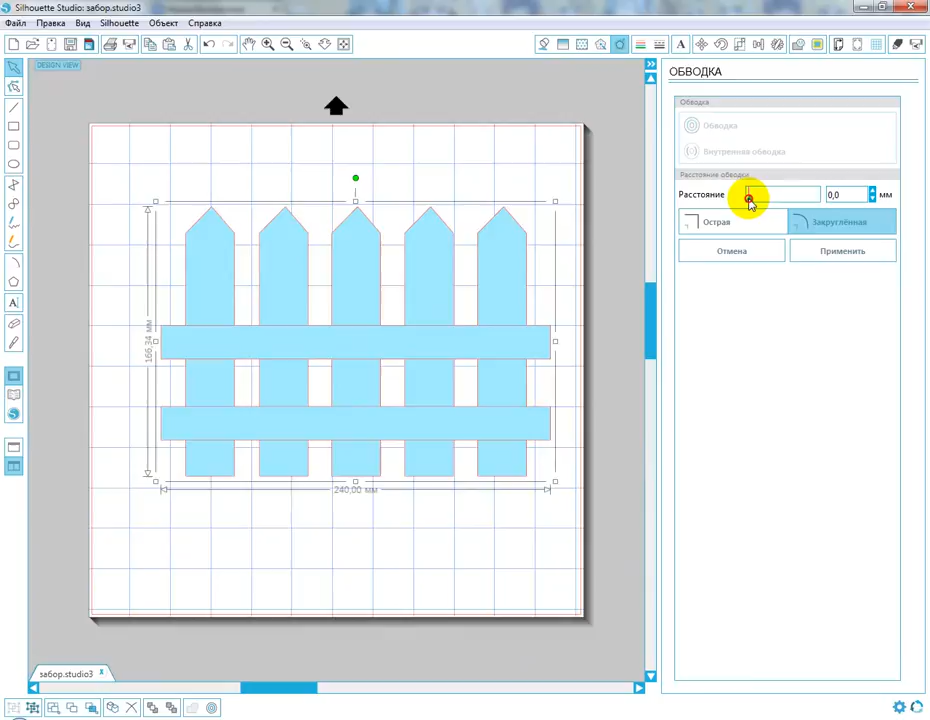 Silhouette Studio: забор.studio3
Файл Правка Вид Silhouette Объект Справка
DESIGN VIEW
ОБВОДКА
Обводка
Обводка
Внутренняя обводка
Расстояние обводки
Расстояние 0,0 мм
Острая Закруглённая
Отмена Применить
166,34 мм
240,00 мм
забор.studio3 x